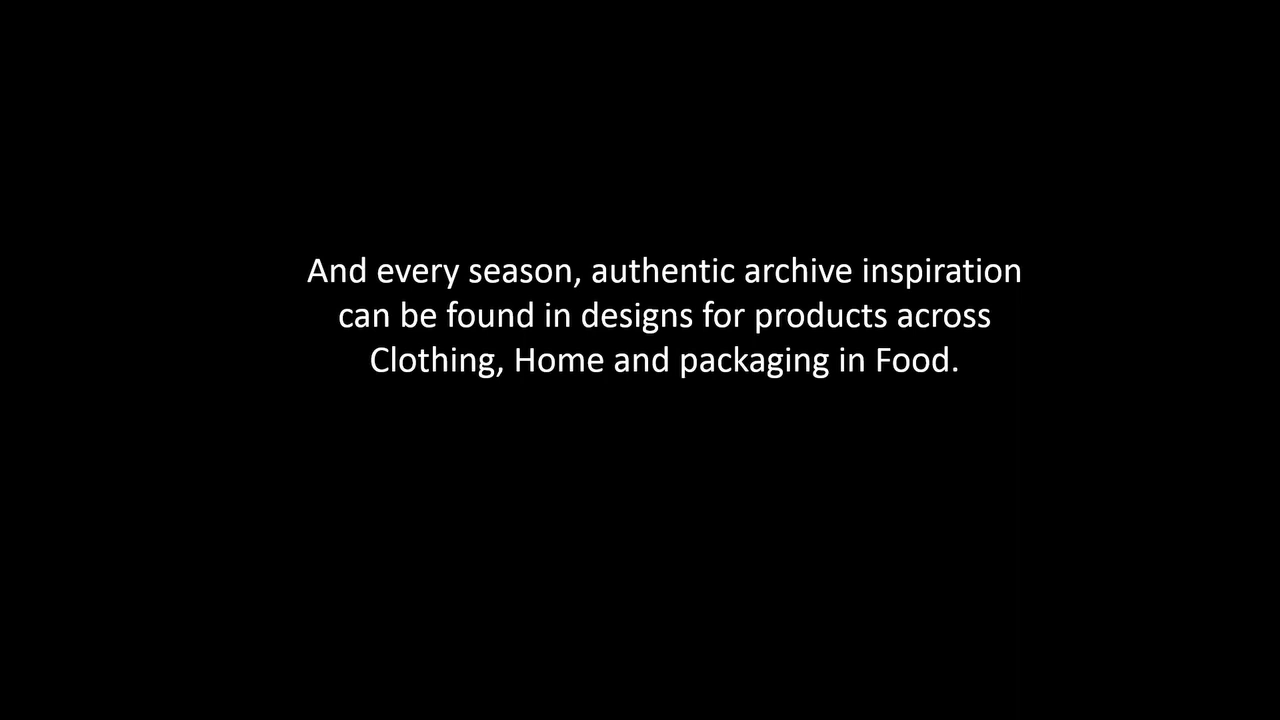 And every season, authentic archive inspiration
can be found in designs for products across
Clothing, Home and packaging in Food.